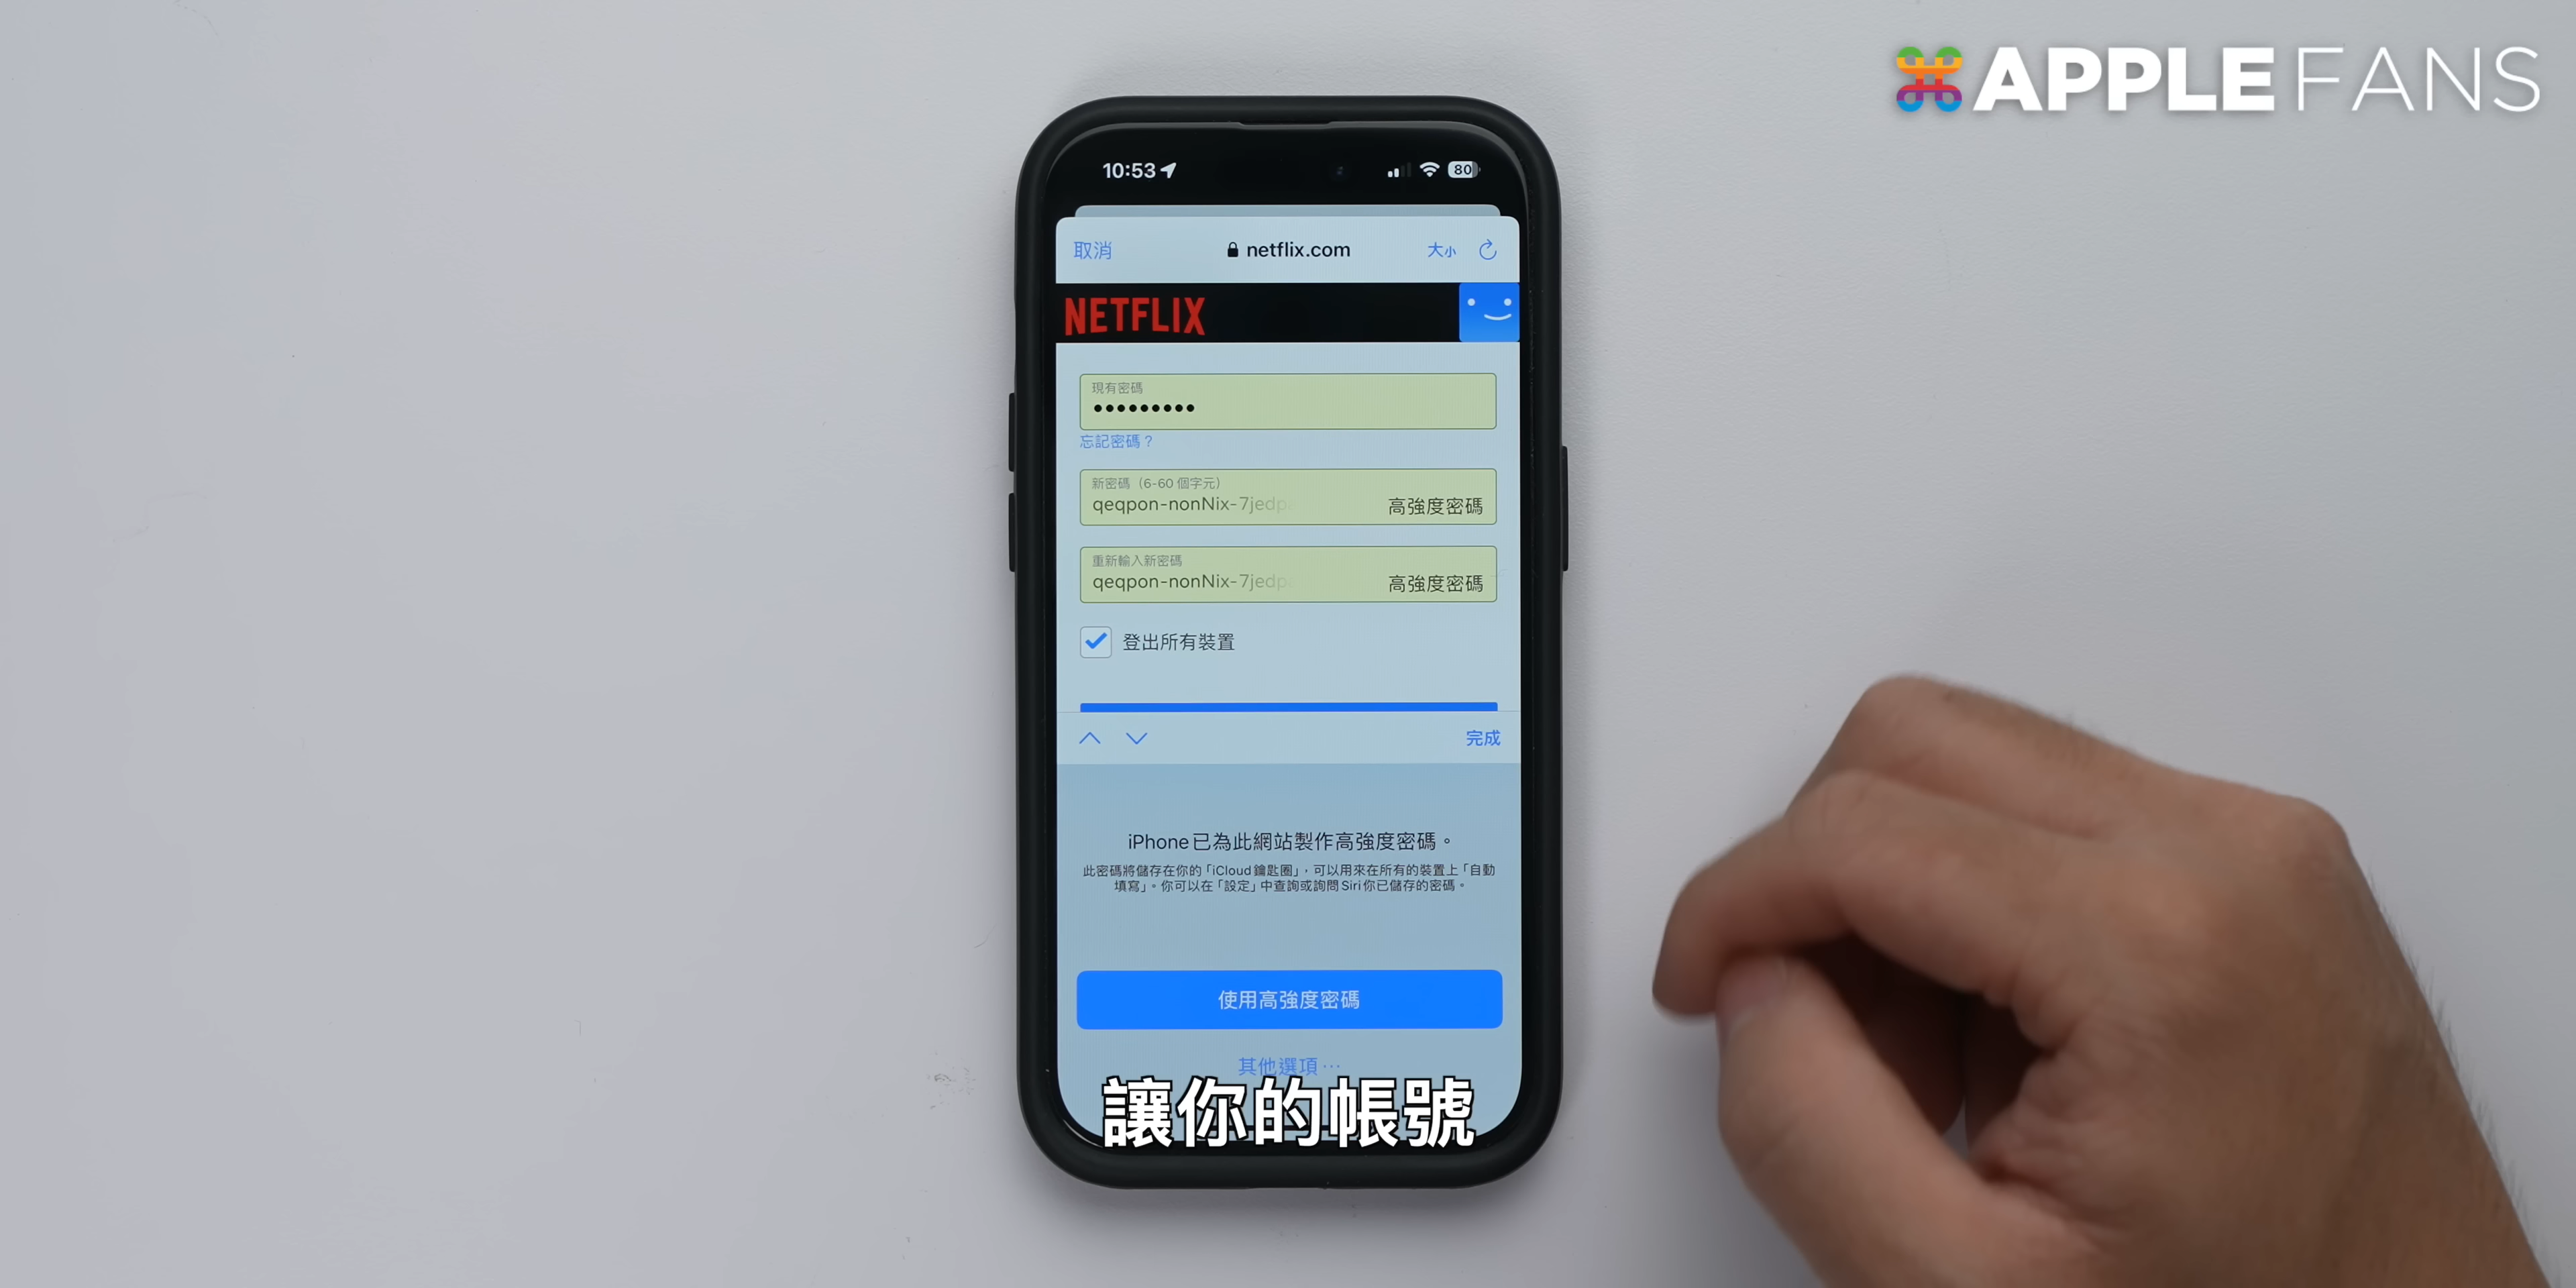 APPLE FANS
10:53
80
取消
netflix.com
大小
NETFLIX
現有密碼
•••••••••
忘記密碼？
新密碼（6-60 個字元）
qeqpon-nonNix-7jedp
高強度密碼
重新輸入新密碼
qeqpon-nonNix-7jedp
高強度密碼
登出所有裝置
完成
iPhone已為此網站製作高強度密碼。
此密碼將儲存在你的「iCloud鑰匙圈」，可以用來在所有的裝置上「自動
填寫」。你可以在「設定」中查詢或詢問Siri你已儲存的密碼。
使用高強度密碼
其他選項…
讓你的帳號